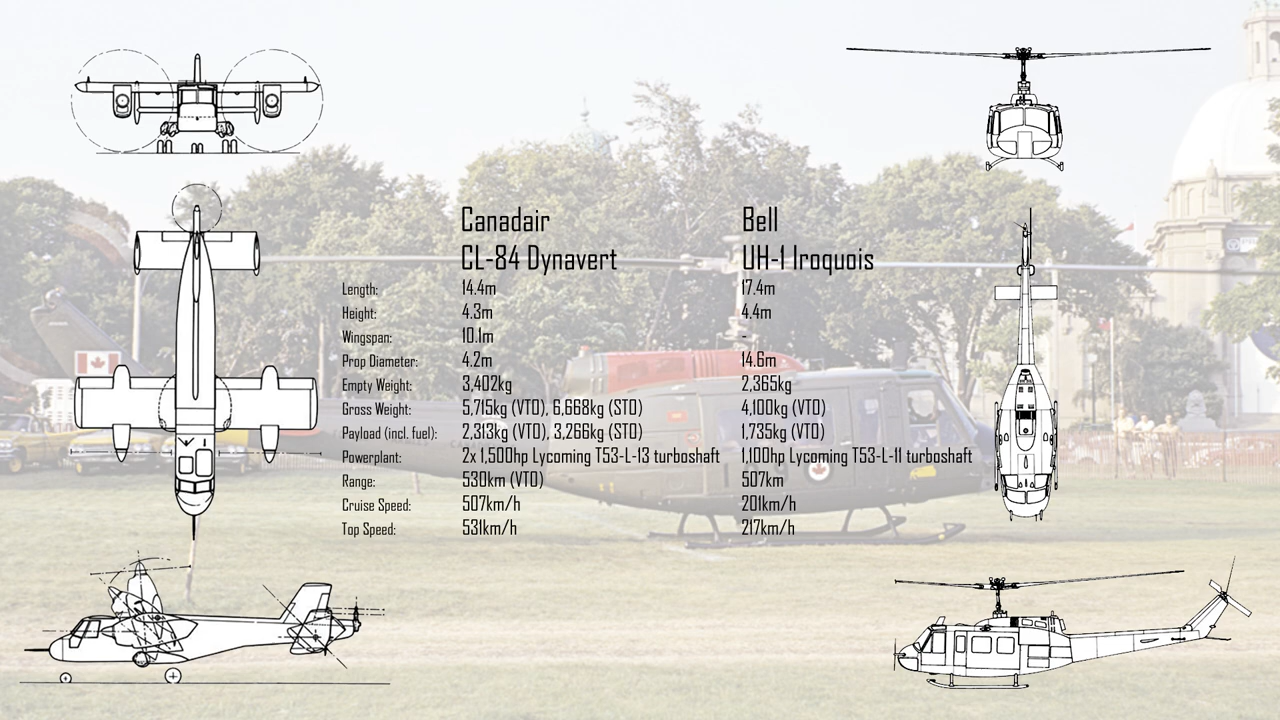 Canadair Bell
CL-84 Dynavert UH-1 Iroquois
Length: 14.4m 17.4m
Height: 4.3m 4.4m
Wingspan: 10.1m -
Prop Diameter: 4.2m 14.6m
Empty Weight: 3,402kg 2,365kg
Gross Weight: 5,715kg (VTO), 6,668kg (STO) 4,100kg (VTO)
Payload (incl. fuel): 2,313kg (VTO), 3,266kg (STO) 1,735kg (VTO)
Powerplant: 2x 1,500hp Lycoming T53-L-13 turboshaft 1,100hp Lycoming T53-L-11 turboshaft
Range: 530km (VTO) 507km
Cruise Speed: 507km/h 201km/h
Top Speed: 531km/h 217km/h